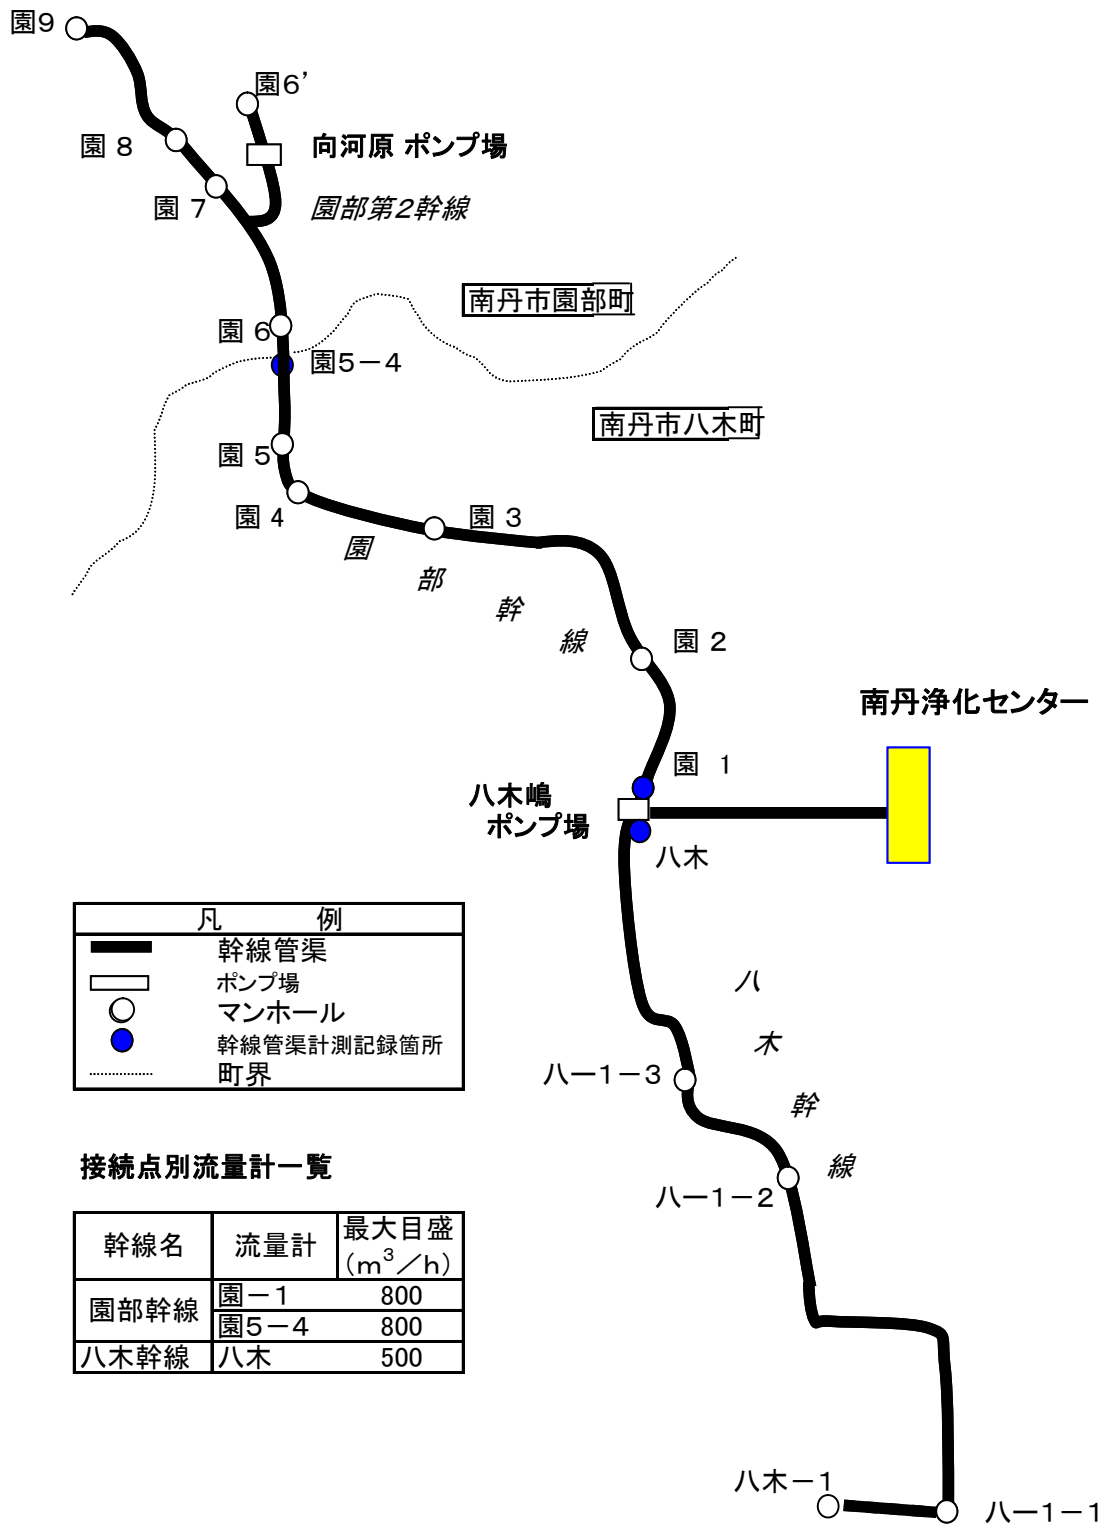 園９
園６’
園 ８
向河原 ポンプ場
園 ７
園部第２幹線
南丹市園部町
園 ６
園５－４
南丹市八木町
園 ５
園 ４
園 ３
園部幹線
園 ２
南丹浄化センター
園 １
八木嶋
ポンプ場
八木
凡 例
幹線管渠
ポンプ場
マンホール
幹線管渠計測記録箇所
町界
八木幹線
八ー１－３
八ー１－２
接続点別流量計一覧
幹線名 流量計 最大目盛
（ｍ³／ｈ）
園部幹線 園－１ 800
園５－４ 800
八木幹線 八木 500
八木－１
八ー１－１